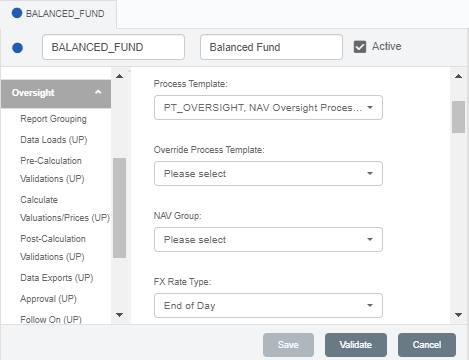 BALANCED_FUND
BALANCED_FUND
Balanced Fund
Active
Oversight
Report Grouping
Data Loads (UP)
Pre-Calculation
Validations (UP)
Calculate
Valuations/Prices (UP)
Post-Calculation
Validations (UP)
Data Exports (UP)
Approval (UP)
Follow On (UP)
Process Template:
PT_OVERSIGHT, NAV Oversight Proces...
Override Process Template:
Please select
NAV Group:
Please select
FX Rate Type:
End of Day
Save
Validate
Cancel